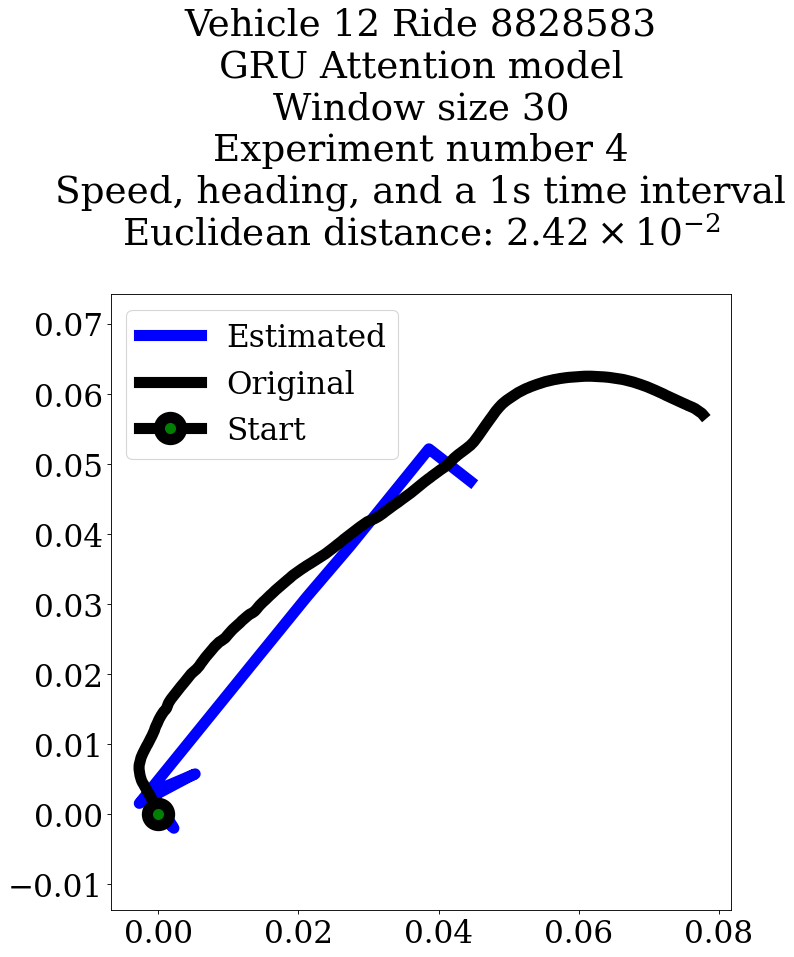 Vehicle 12 Ride 8828583
GRU Attention model
Window size 30
Experiment number 4
Speed, heading, and a 1s time interval
Euclidean distance: 2.42 × 10⁻²
Estimated
Original
Start
0.07
0.06
0.05
0.04
0.03
0.02
0.01
0.00
−0.01
0.00 0.02 0.04 0.06 0.08